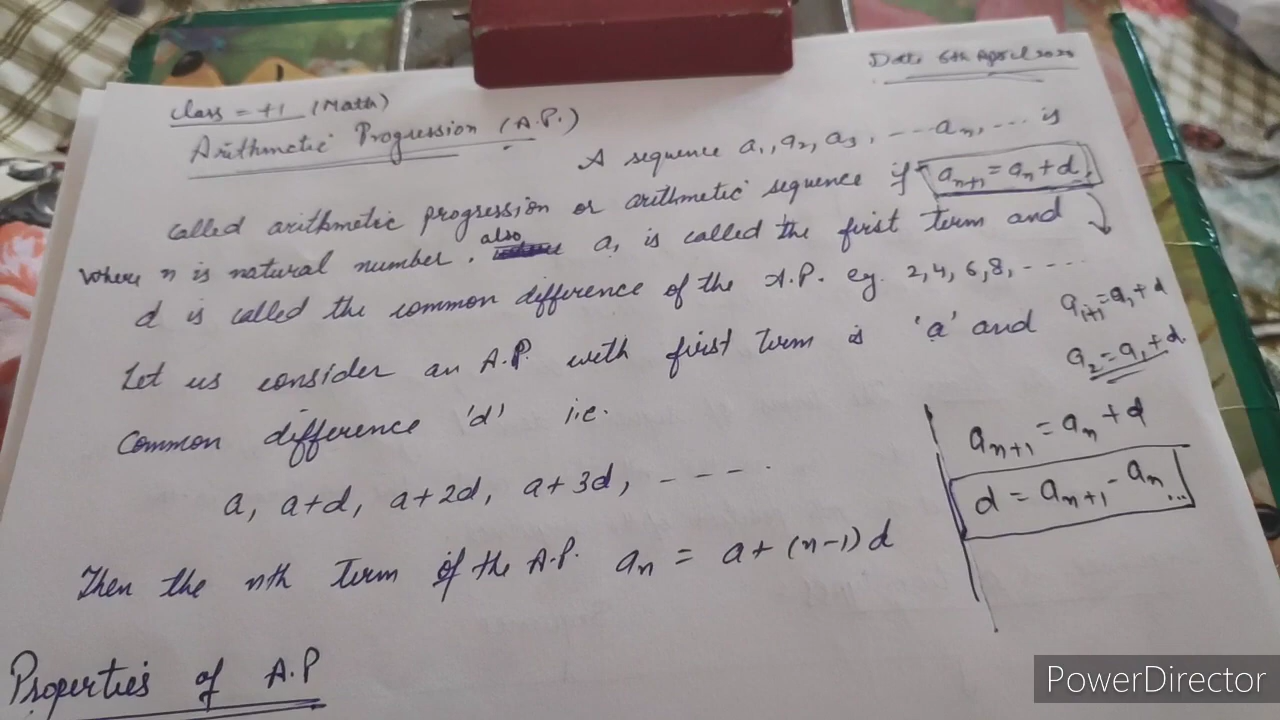 Date 6th April 2020
Class = +1 (Math)
Arithmetic Progression (A.P.)
A sequence a₁, a₂, a₃, ---- aₙ, --- is
called arithmetic progression or arithmetic sequence if aₙ₊₁ = aₙ + d
where n is natural number. also a₁ is called the first term and
d is called the common difference of the A.P. eg. 2, 4, 6, 8, - - - -
a₁₊₁ = a₁ + d
a₂ = a₁ + d
Let us consider an A.P. with first term is 'a' and
Common difference 'd' i.e.
a, a+d, a+2d, a+3d, - - - - .
Then the nth term of the A.P. aₙ = a + (n-1) d
aₙ₊₁ = aₙ + d
d = aₙ₊₁ - aₙ ...
Properties of A.P
PowerDirector